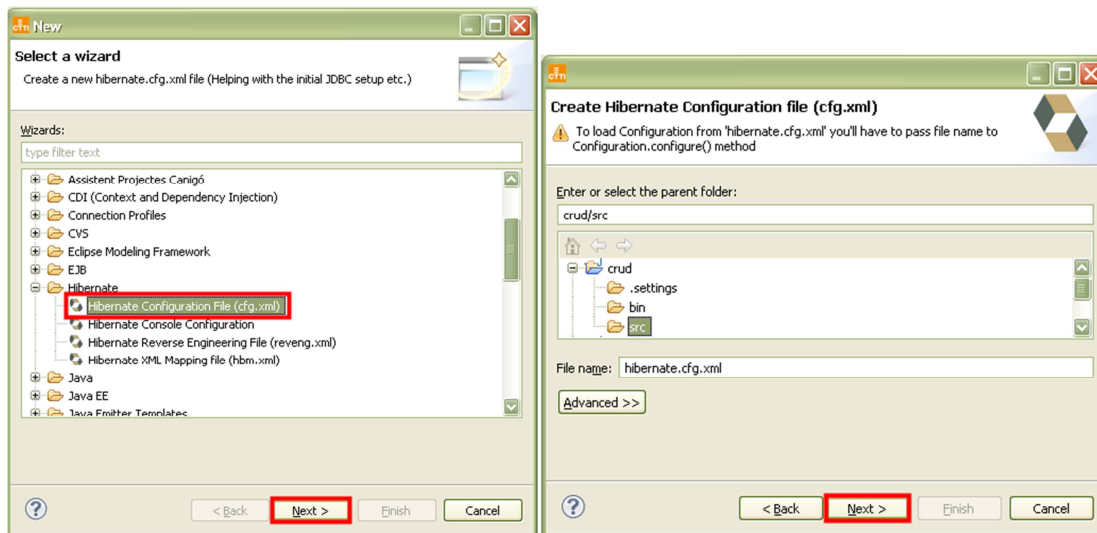 CTTI New
Select a wizard
Create a new hibernate.cfg.xml file (Helping with the initial JDBC setup etc.)
Wizards:
type filter text
Assistent Projectes Canigó
CDI (Context and Dependency Injection)
Connection Profiles
CVS
Eclipse Modeling Framework
EJB
Hibernate
Hibernate Configuration File (cfg.xml)
Hibernate Console Configuration
Hibernate Reverse Engineering File (reveng.xml)
Hibernate XML Mapping file (hbm.xml)
Java
Java EE
Java Emitter Templates
? < Back Next > Finish Cancel
CTTI
Create Hibernate Configuration file (cfg.xml)
To load Configuration from 'hibernate.cfg.xml' you'll have to pass file name to
Configuration.configure() method
Enter or select the parent folder:
crud/src
crud
.settings
bin
src
File name: hibernate.cfg.xml
Advanced >>
? < Back Next > Finish Cancel